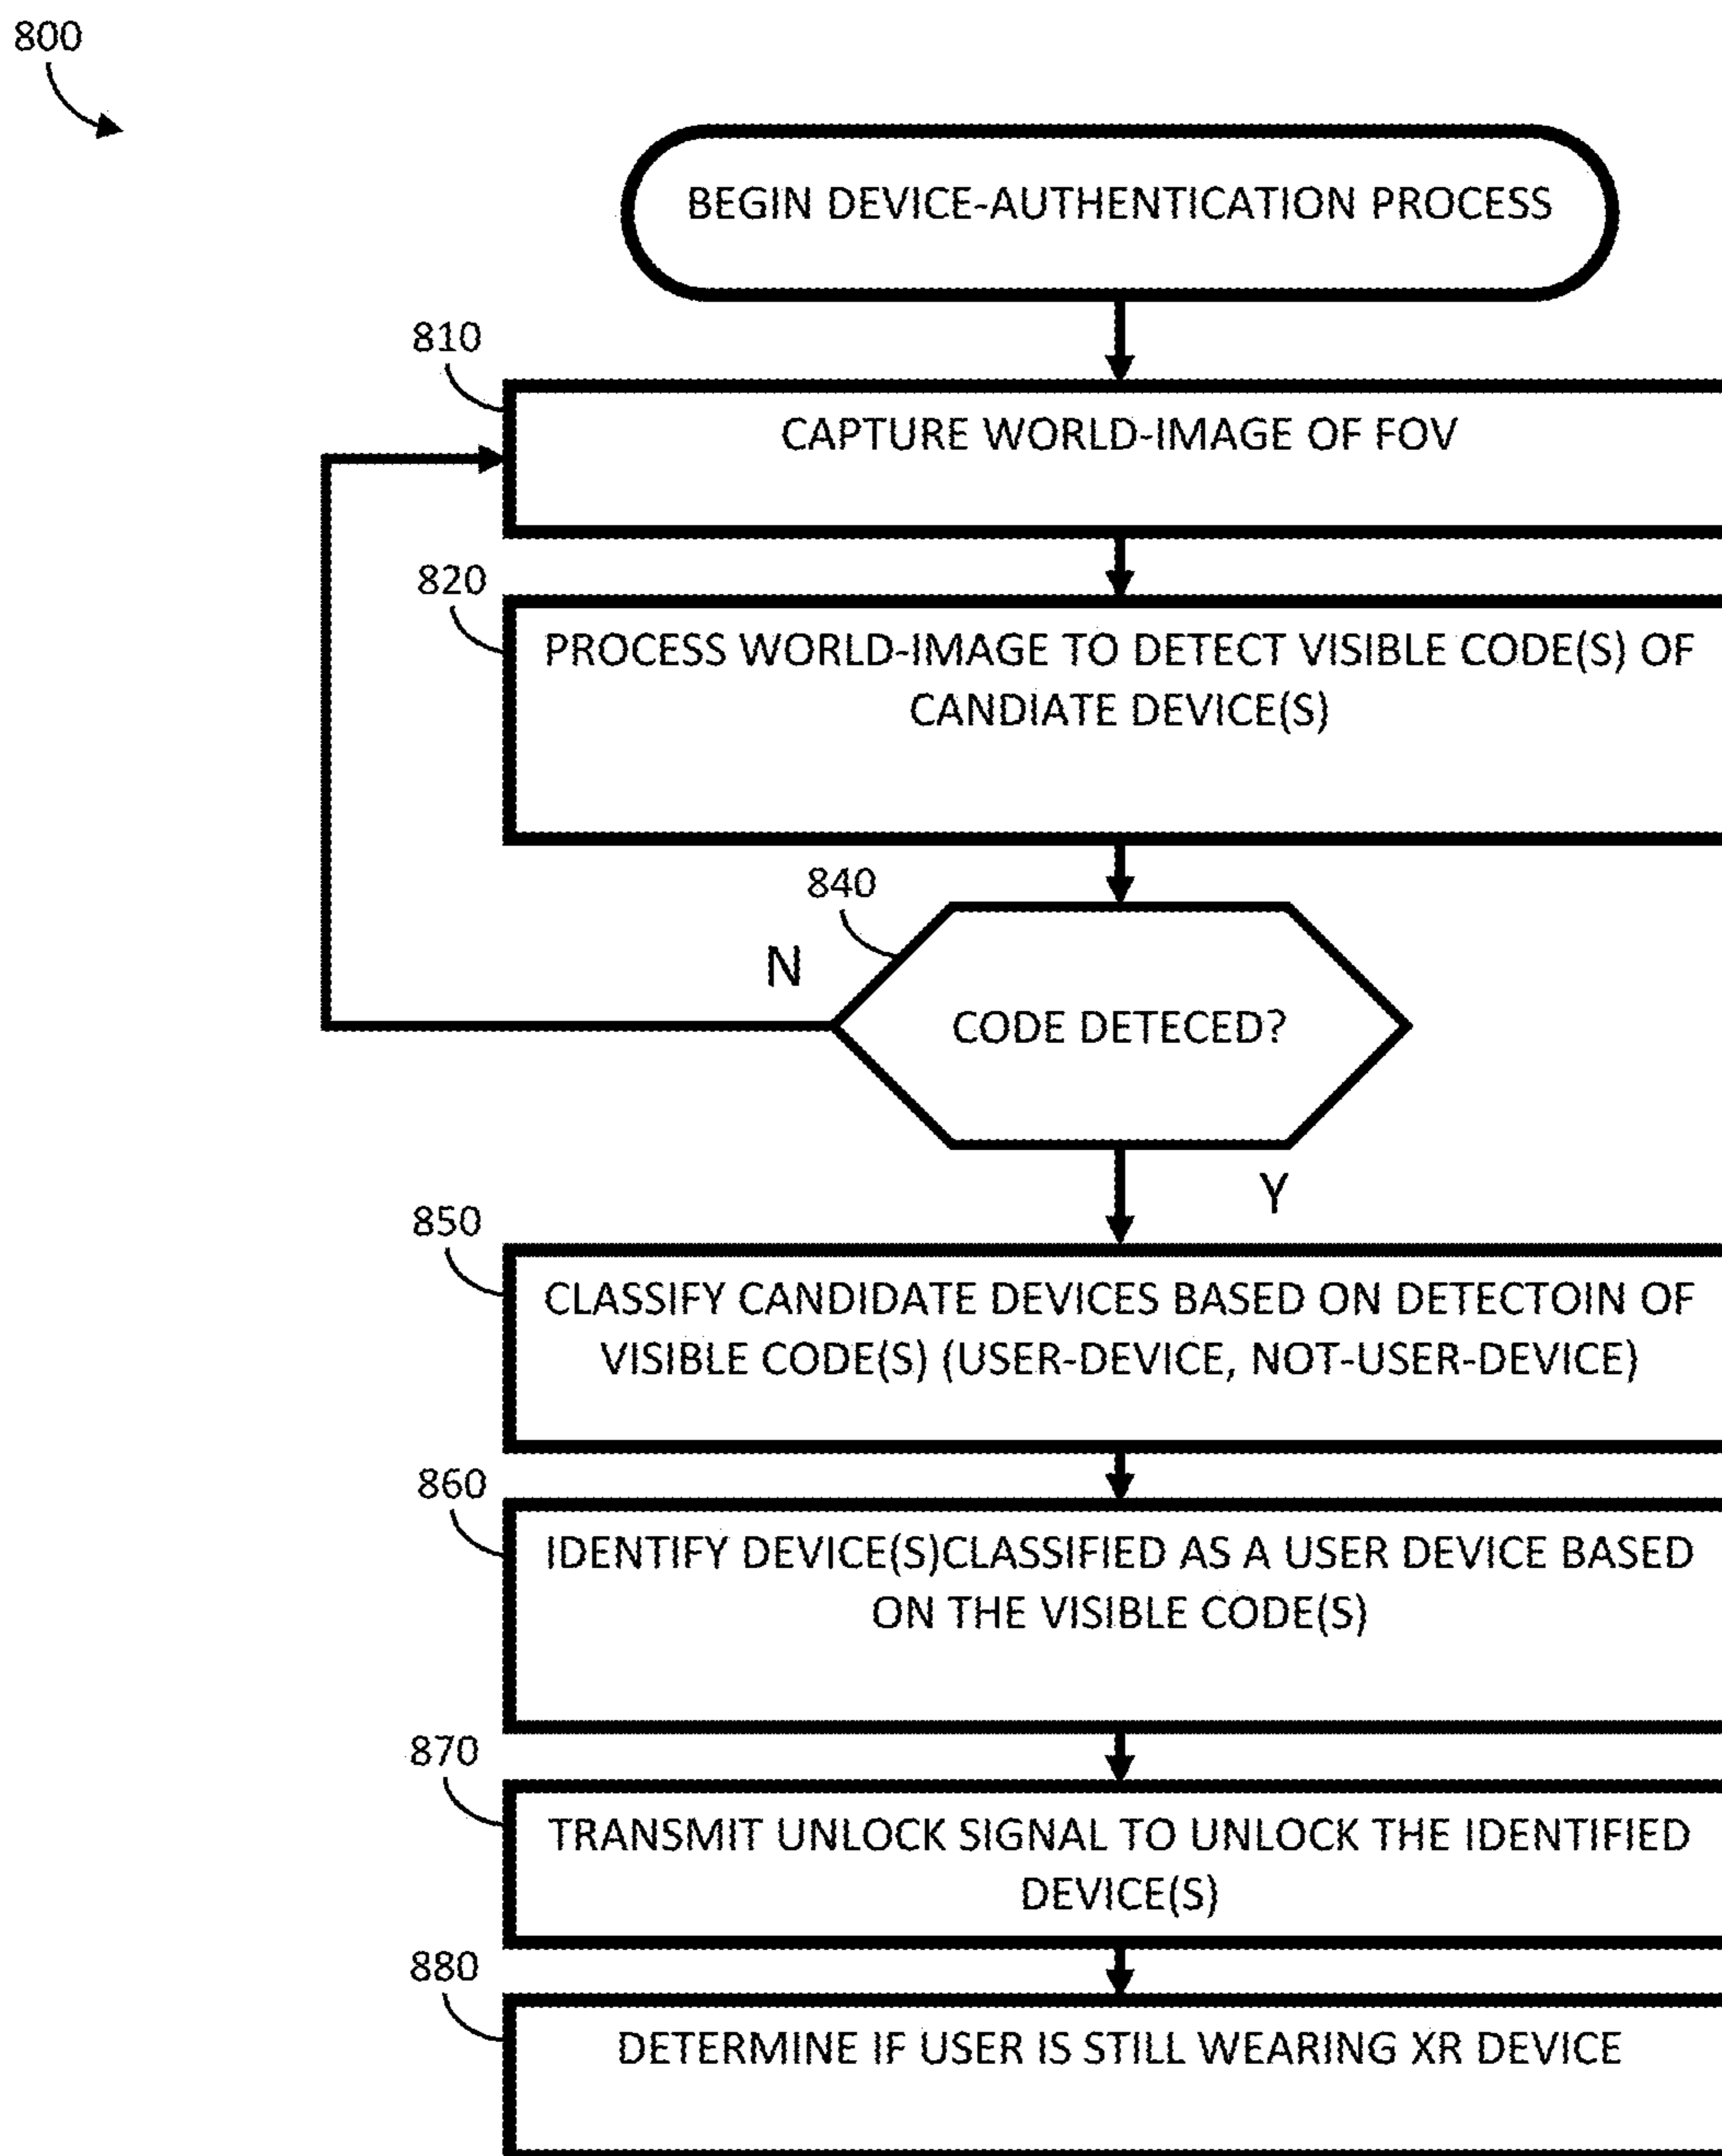 800
BEGIN DEVICE-AUTHENTICATION PROCESS
810
CAPTURE WORLD-IMAGE OF FOV
820
PROCESS WORLD-IMAGE TO DETECT VISIBLE CODE(S) OF
CANDIATE DEVICE(S)
840
N
CODE DETECED?
Y
850
CLASSIFY CANDIDATE DEVICES BASED ON DETECTOIN OF
VISIBLE CODE(S) (USER-DEVICE, NOT-USER-DEVICE)
860
IDENTIFY DEVICE(S)CLASSIFIED AS A USER DEVICE BASED
ON THE VISIBLE CODE(S)
870
TRANSMIT UNLOCK SIGNAL TO UNLOCK THE IDENTIFIED
DEVICE(S)
880
DETERMINE IF USER IS STILL WEARING XR DEVICE